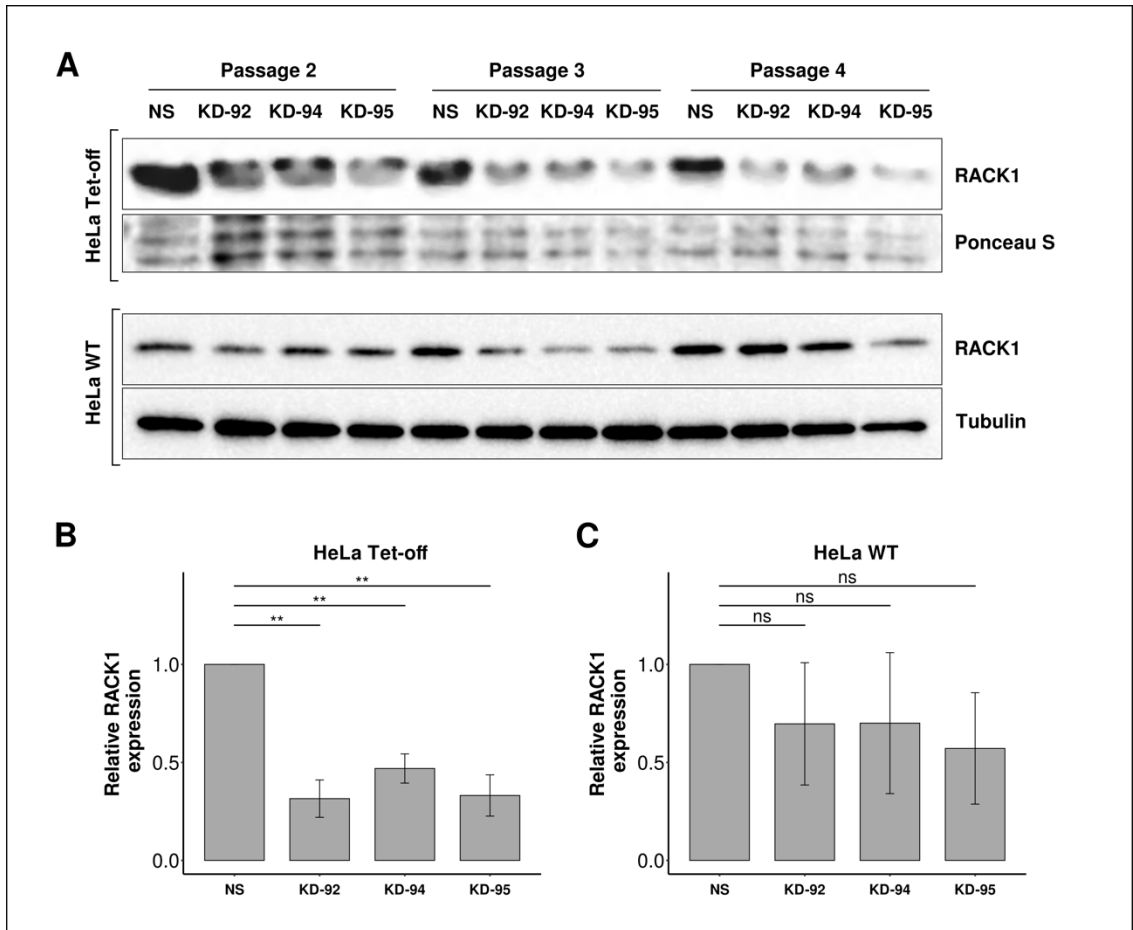 A
Passage 2 Passage 3 Passage 4
NS KD-92 KD-94 KD-95 NS KD-92 KD-94 KD-95 NS KD-92 KD-94 KD-95
HeLa Tet-off
RACK1
Ponceau S
HeLa WT
RACK1
Tubulin
B
HeLa Tet-off
**
**
**
Relative RACK1
expression
1.0
0.5
0.0
NS KD-92 KD-94 KD-95
C
HeLa WT
ns
ns
ns
Relative RACK1
expression
1.0
0.5
0.0
NS KD-92 KD-94 KD-95